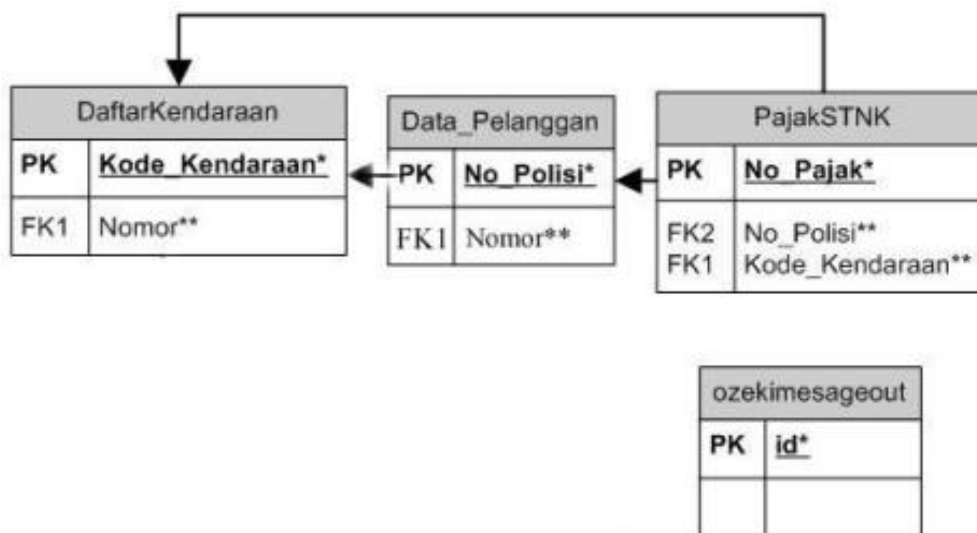 DaftarKendaraan
PK Kode_Kendaraan*
FK1 Nomor**
Data_Pelanggan
PK No_Polisi*
FK1 Nomor**
PajakSTNK
PK No_Pajak*
FK2 No_Polisi**
FK1 Kode_Kendaraan**
ozekimesageout
PK id*